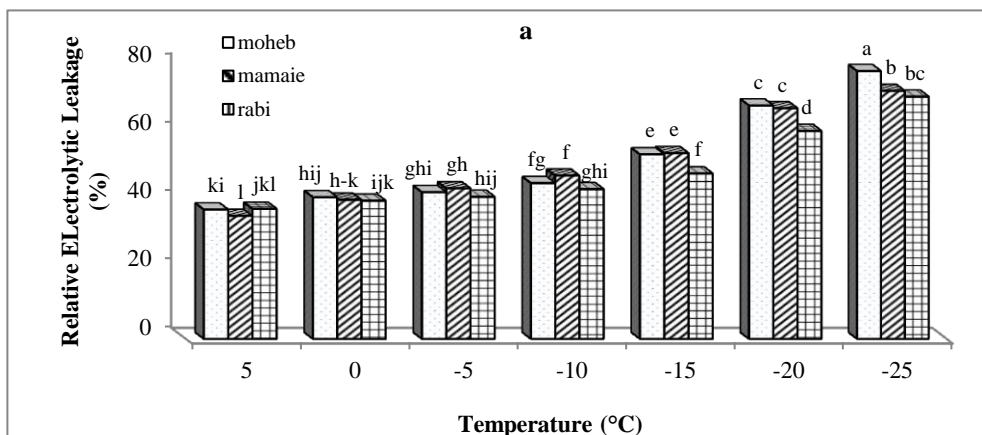 a
moheb
mamaie
rabi
Relative ELectrolytic Leakage
(%)
80
60
40
20
0
ki l jkl
hij h-k ijk
ghi gh hij
fg f ghi
e e f
c c d
a b bc
5 0 -5 -10 -15 -20 -25
Temperature (°C)